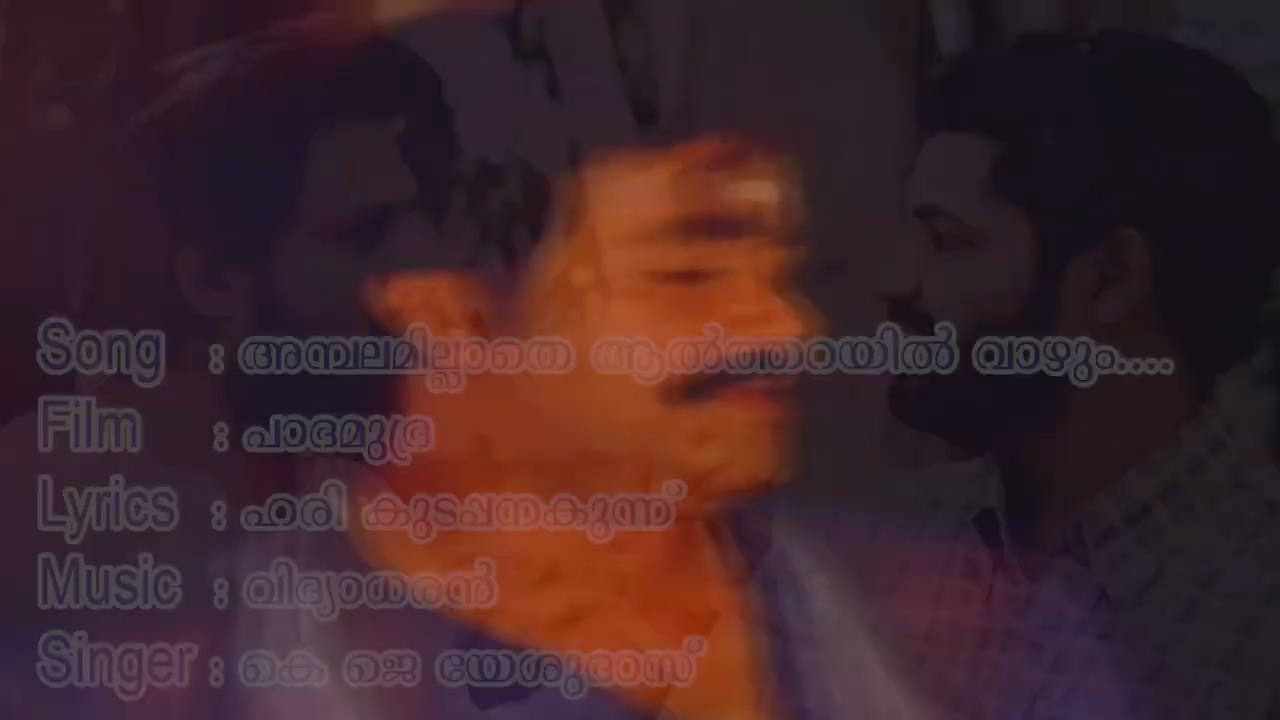 Song : അമ്പലമില്ലാതെ ആൽത്തറയിൽ വാഴും....
Film : പാദമുദ്ര
Lyrics : ഹരി കുടപ്പനകുന്ന്
Music : വിദ്യാധരൻ
Singer : കെ ജെ യേശുദാസ്